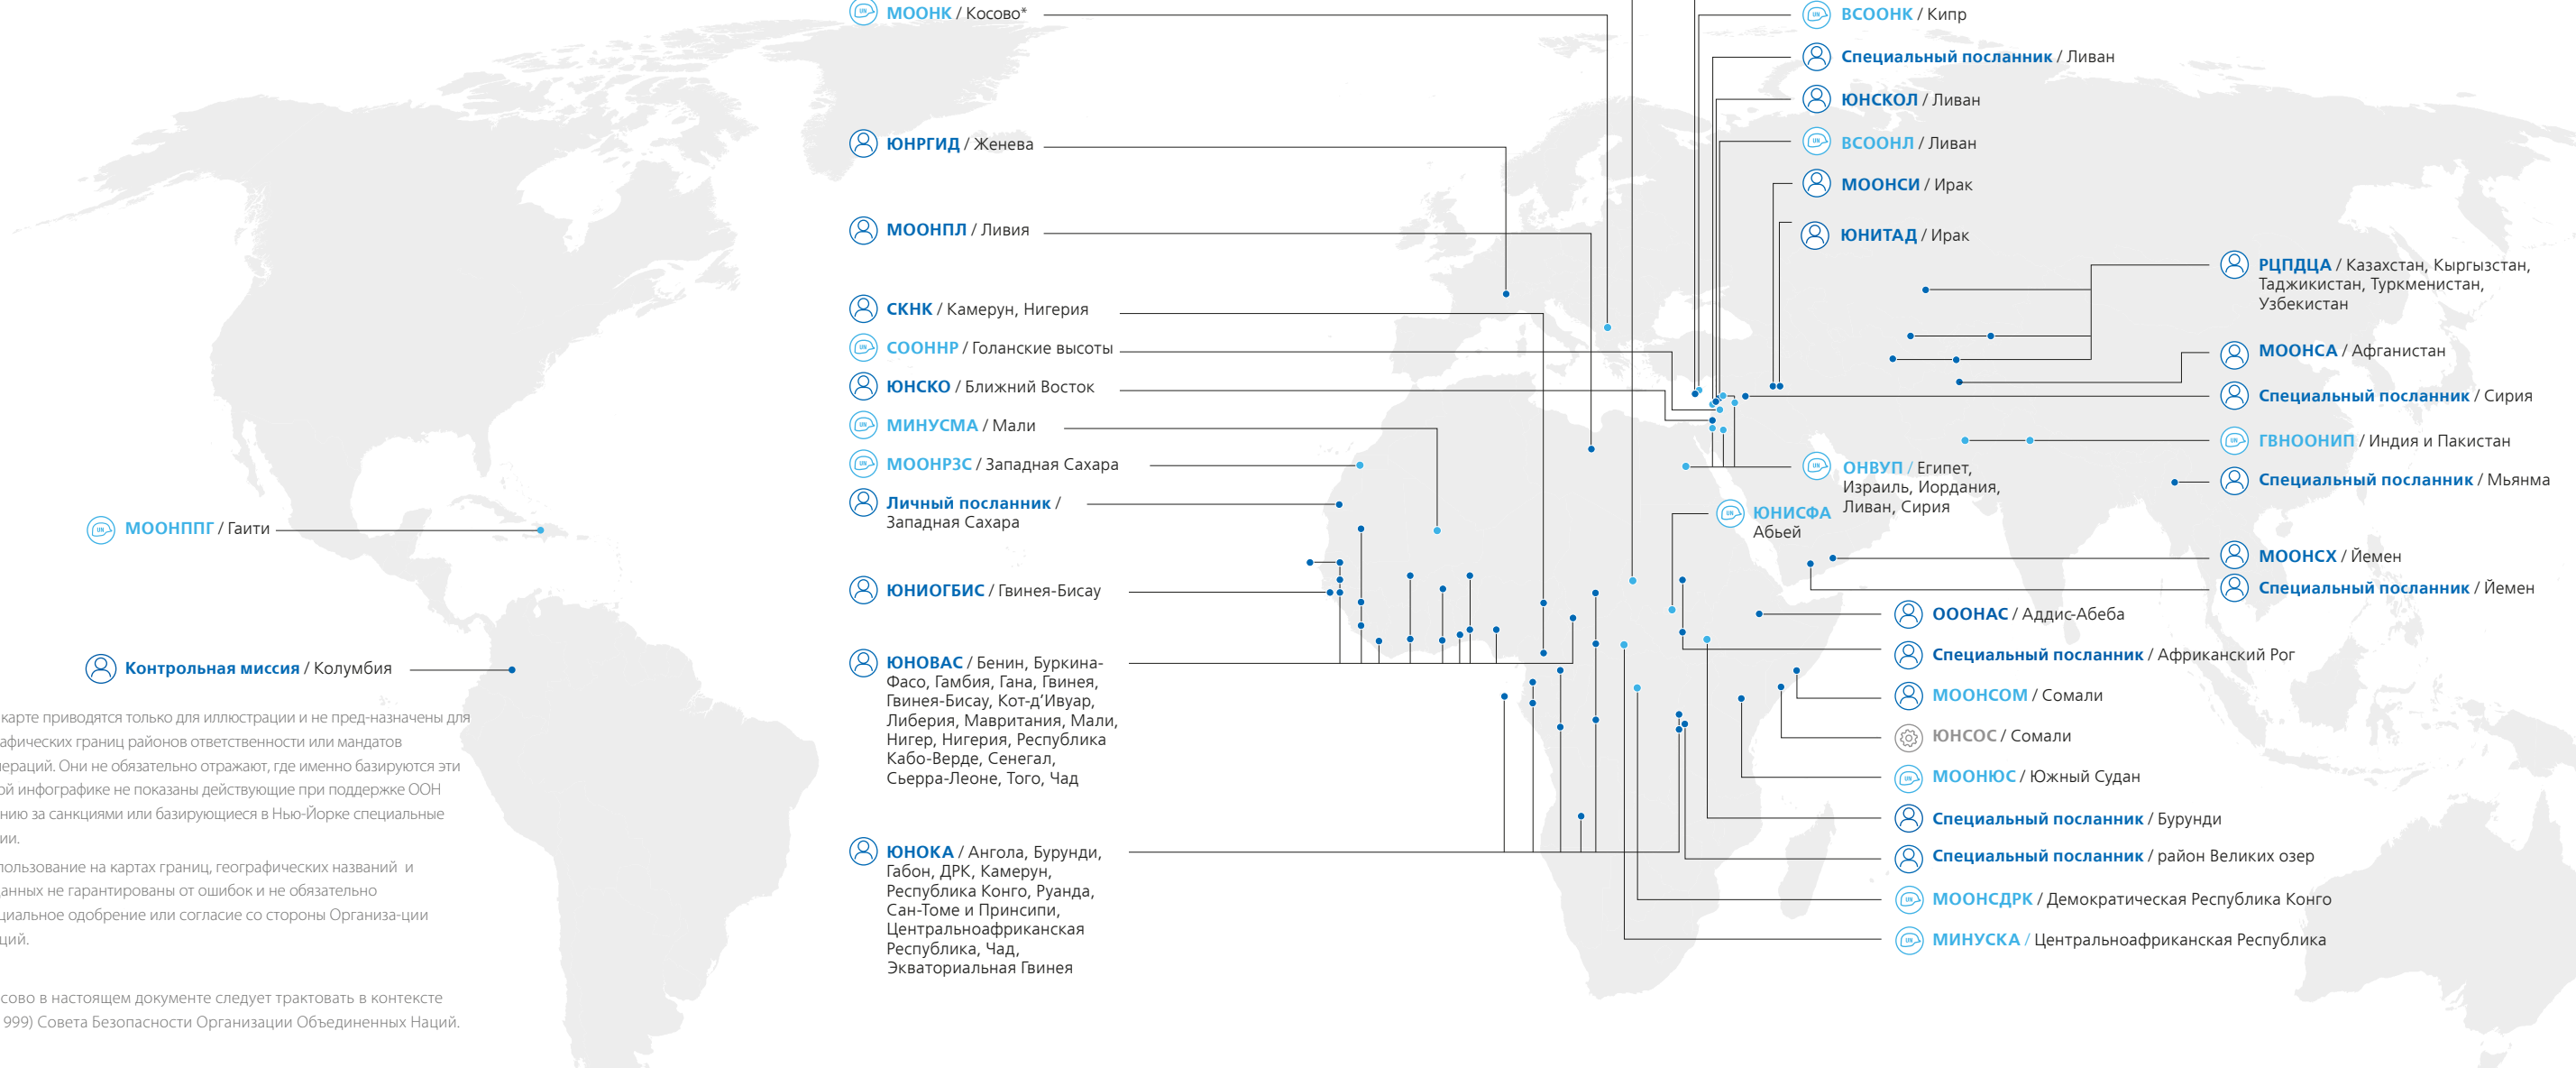 МООНК / Косово*
ЮНРГИД / Женева
МООНПЛ / Ливия
СКНК / Камерун, Нигерия
СООННР / Голанские высоты
ЮНСКО / Ближний Восток
МИНУСМА / Мали
МООНРЗС / Западная Сахара
Личный посланник /
Западная Сахара
ЮНИОГБИС / Гвинея-Бисау
ЮНОВАС / Бенин, Буркина-
Фасо, Гамбия, Гана, Гвинея,
Гвинея-Бисау, Кот-д’Ивуар,
Либерия, Мавритания, Мали,
Нигер, Нигерия, Республика
Кабо-Верде, Сенегал,
Сьерра-Леоне, Того, Чад
ЮНОКА / Ангола, Бурунди,
Габон, ДРК, Камерун,
Республика Конго, Руанда,
Сан-Томе и Принсипи,
Центральноафриканская
Республика, Чад,
Экваториальная Гвинея
МООНППГ / Гаити
Контрольная миссия / Колумбия
карте приводятся только для иллюстрации и не пред-назначены для
афических границ районов ответственности или мандатов
ераций. Они не обязательно отражают, где именно базируются эти
ой инфографике не показаны действующие при поддержке ООН
нию за санкциями или базирующиеся в Нью-Йорке специальные
ии.
пользование на картах границ, географических названий и
данных не гарантированы от ошибок и не обязательно
циальное одобрение или согласие со стороны Организа-ции
ций.
сово в настоящем документе следует трактовать в контексте
999) Совета Безопасности Организации Объединенных Наций.
ВСООНК / Кипр
Специальный посланник / Ливан
ЮНСКОЛ / Ливан
ВСООНЛ / Ливан
МООНСИ / Ирак
ЮНИТАД / Ирак
РЦПДЦА / Казахстан, Кыргызстан,
Таджикистан, Туркменистан,
Узбекистан
МООНСА / Афганистан
Специальный посланник / Сирия
ГВНООНИП / Индия и Пакистан
Специальный посланник / Мьянма
ОНВУП / Египет,
Израиль, Иордания,
Ливан, Сирия
ЮНИСФА
Абьей
МООНСХ / Йемен
Специальный посланник / Йемен
ОООНАС / Аддис-Абеба
Специальный посланник / Африканский Рог
МООНСОМ / Сомали
ЮНСОС / Сомали
МООНЮС / Южный Судан
Специальный посланник / Бурунди
Специальный посланник / район Великих озер
МООНСДРК / Демократическая Республика Конго
МИНУСКА / Центральноафриканская Республика